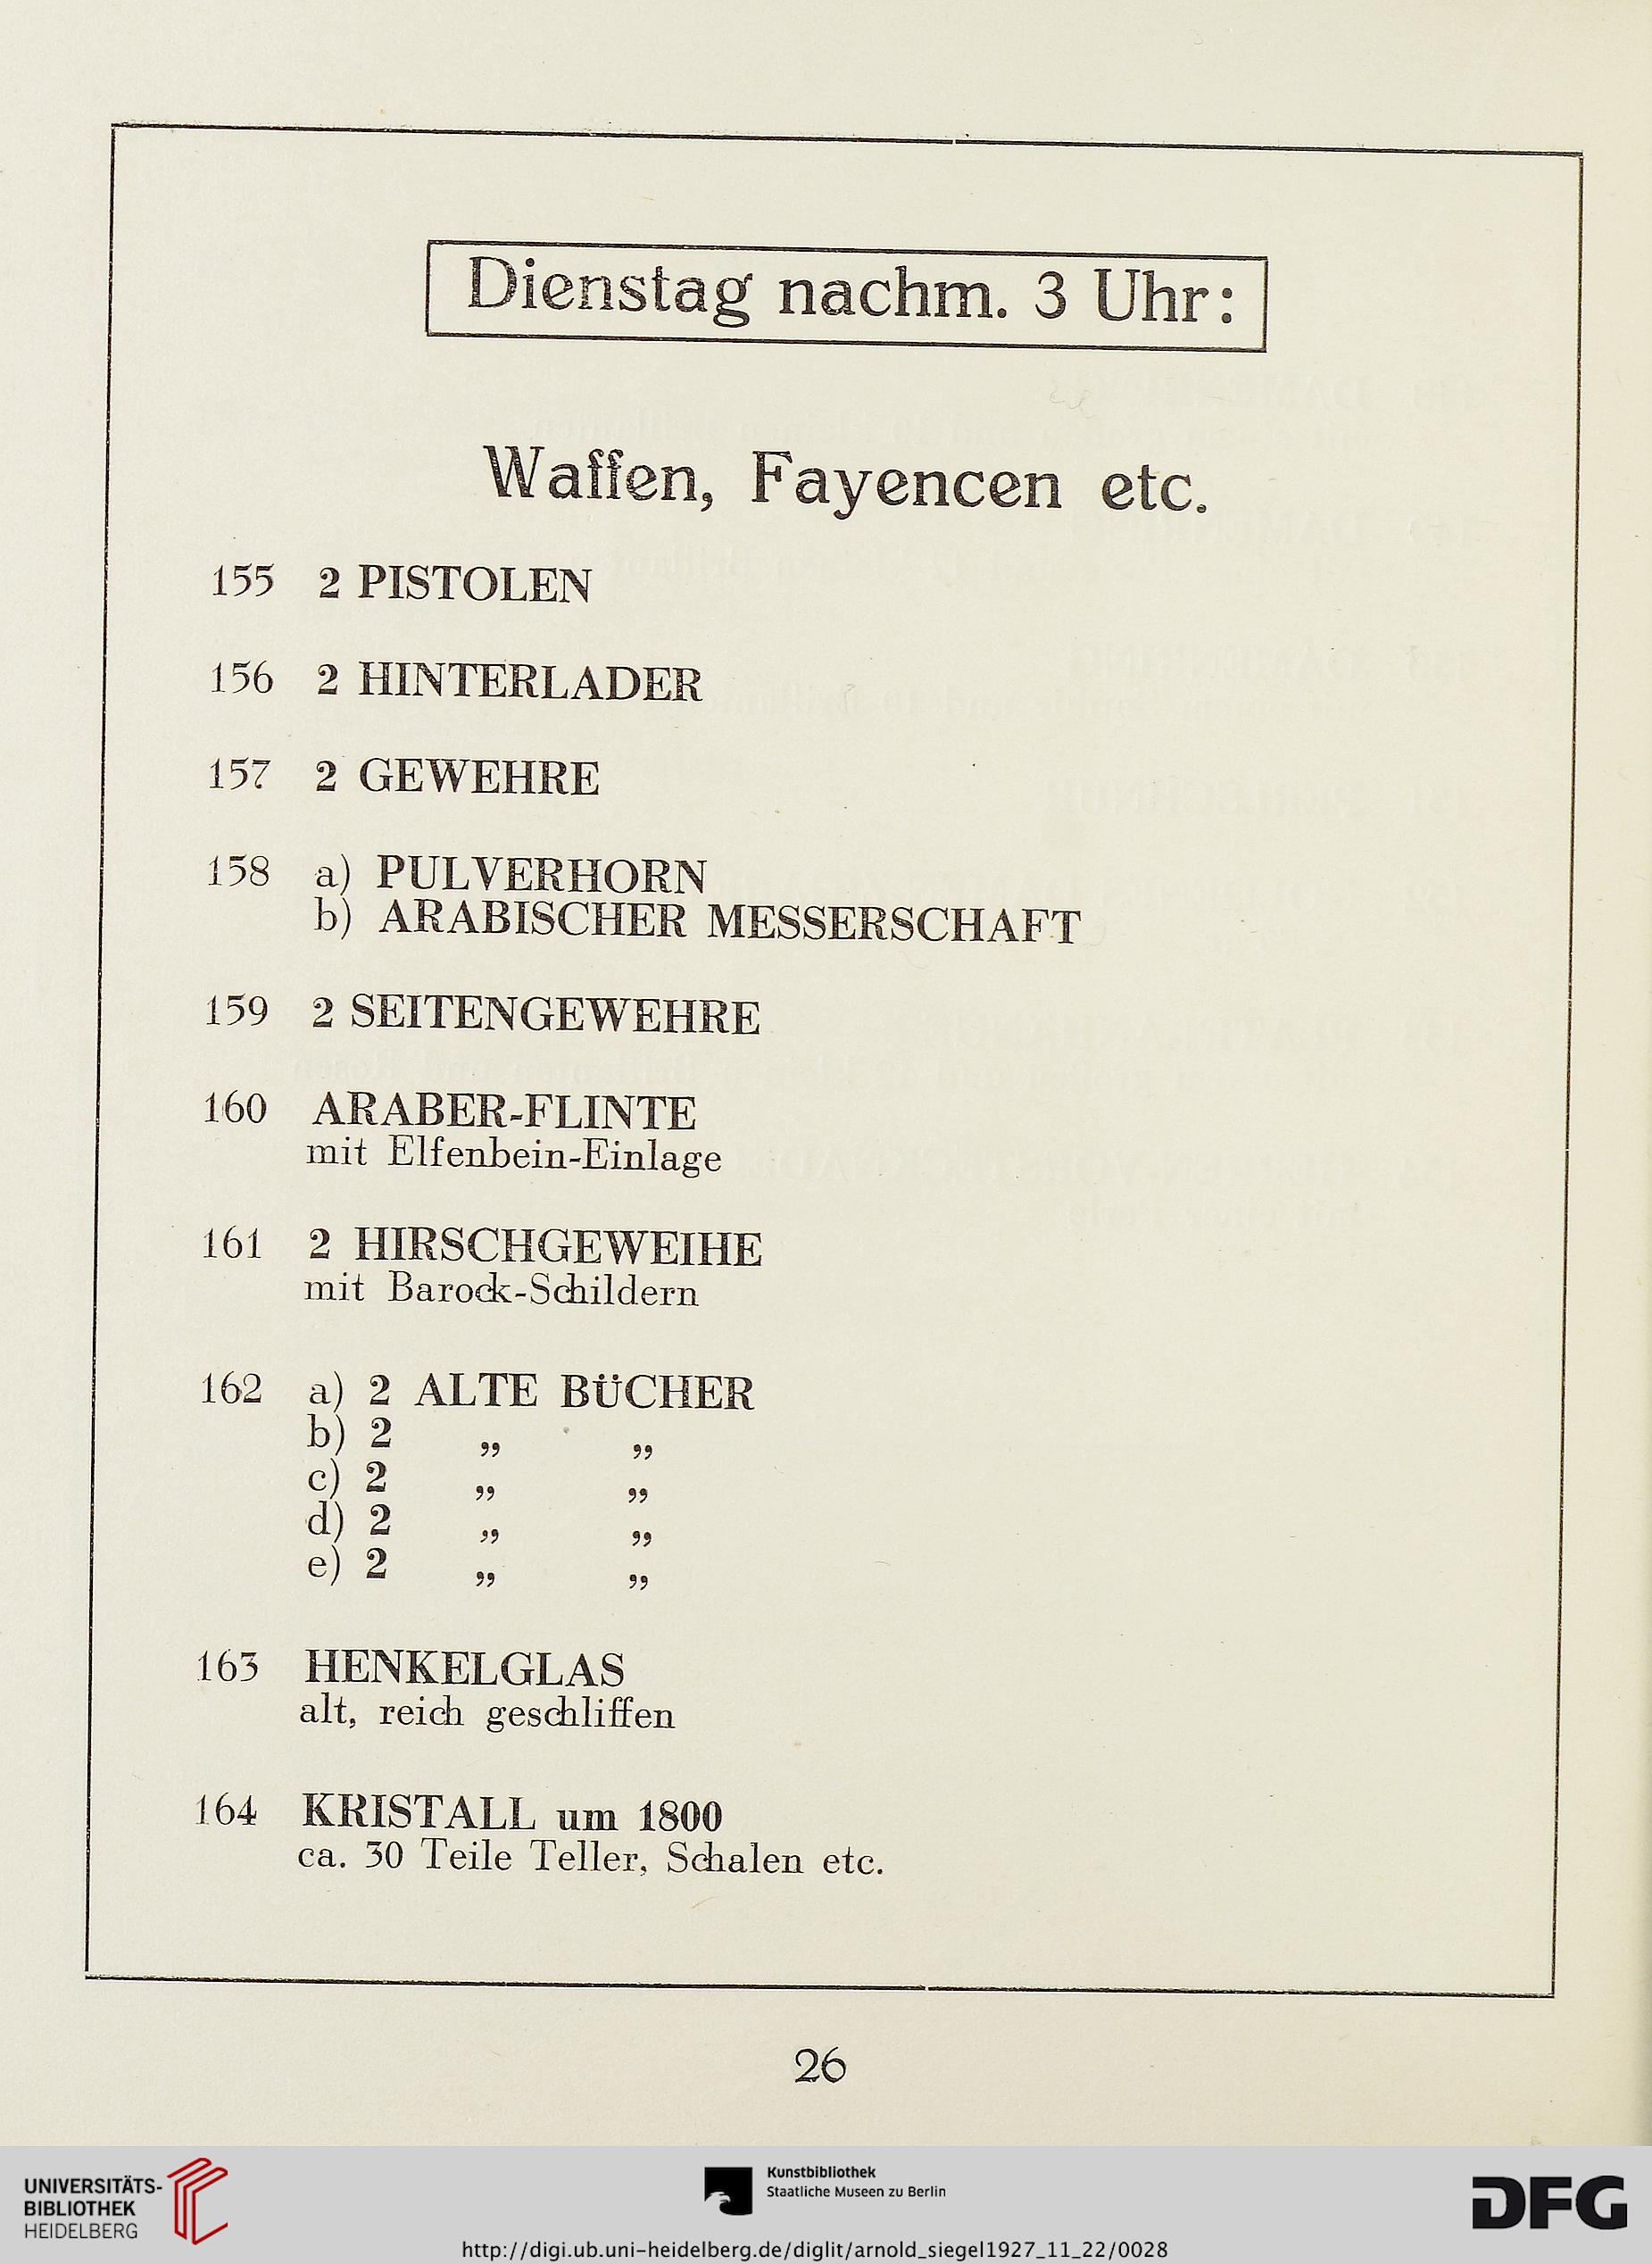 Dienstag nachm. 3 Uhr:
Waffen, Fayencen etc.
155 2 PISTOLEN
156 2 HINTERLADER
157 2 GEWEHRE
158 a) PULVERHORN
b) ARABISCHER MESSERSCHAFT
159 2 SEITENGEWEHRE
160 ARABER-FLINTE
mit Elfenbein-Einlage
161 2 HIRSCHGEWEIHE
mit Barock-Schildern
162 a) 2 ALTE BÜCHER
b) 2 „ „
c) 2 „ „
d) 2 „ „
e) 2 „ „
163 HENKELGLAS
alt, reich geschliffen
164 KRISTALL um 1800
ca. 30 Teile Teller, Schalen etc.
26
UNIVERSITÄTS-
BIBLIOTHEK
HEIDELBERG
Kunstbibliothek
Staatliche Museen zu Berlin
DFG
http://digi.ub.uni-heidelberg.de/diglit/arnold_siegel1927_11_22/0028